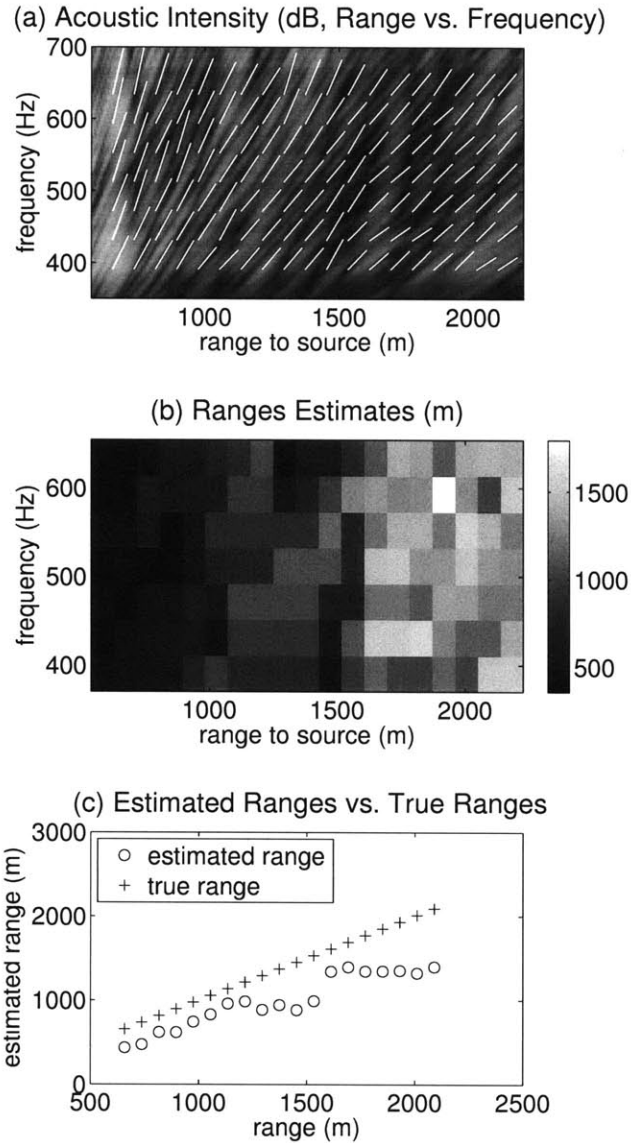 (a) Acoustic Intensity (dB, Range vs. Frequency)
700
600
500
400
frequency (Hz)
1000 1500 2000
range to source (m)
(b) Ranges Estimates (m)
600
500
400
frequency (Hz)
1000 1500 2000
range to source (m)
1500
1000
500
(c) Estimated Ranges vs. True Ranges
3000
2000
1000
0
estimated range (m)
estimated range
true range
500 1000 1500 2000 2500
range (m)